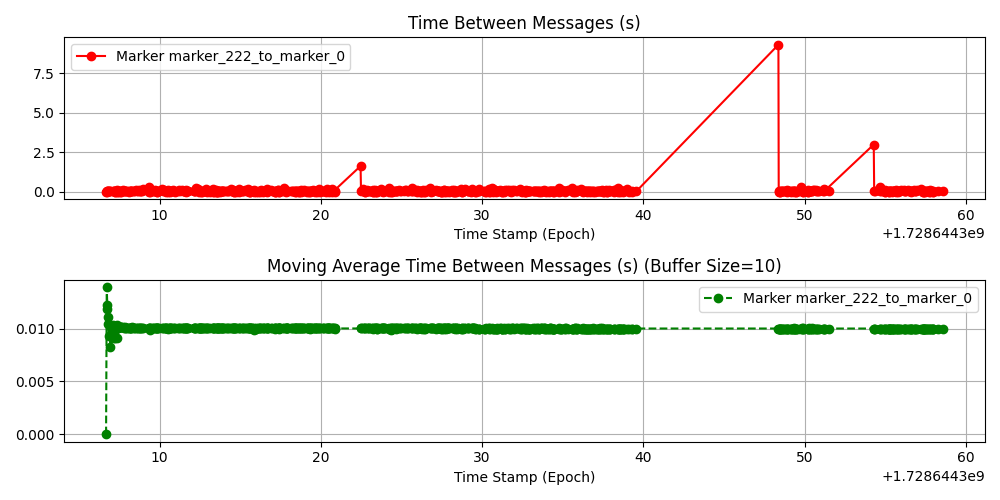 Time Between Messages (s)
Marker marker_222_to_marker_0
7.5
5.0
2.5
0.0
10 20 30 40 50 60
Time Stamp (Epoch)
+1.7286443e9
Moving Average Time Between Messages (s) (Buffer Size=10)
Marker marker_222_to_marker_0
0.010
0.005
0.000
10 20 30 40 50 60
Time Stamp (Epoch)
+1.7286443e9